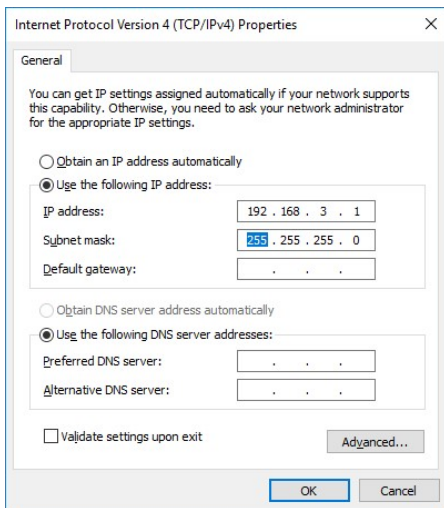 Internet Protocol Version 4 (TCP/IPv4) Properties
General
You can get IP settings assigned automatically if your network supports
this capability. Otherwise, you need to ask your network administrator
for the appropriate IP settings.
Obtain an IP address automatically
Use the following IP address:
IP address: 192 . 168 . 3 . 1
Subnet mask: 255 . 255 . 255 . 0
Default gateway: . . .
Obtain DNS server address automatically
Use the following DNS server addresses:
Preferred DNS server: . . .
Alternative DNS server: . . .
Validate settings upon exit
Advanced...
OK Cancel